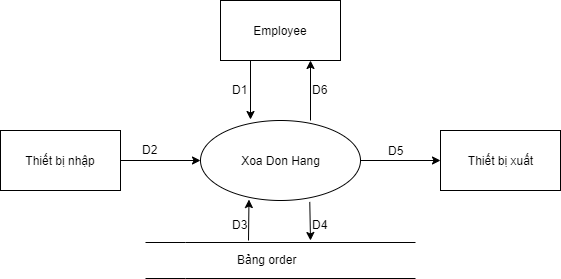 Employee
D1
D6
Thiết bị nhập
D2
Xoa Don Hang
D5
Thiết bị xuất
D3
D4
Bảng order